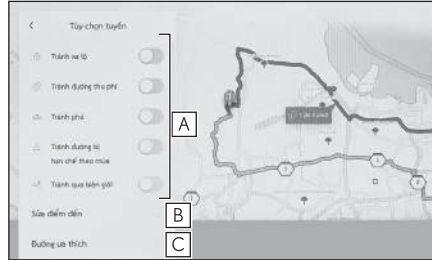 Tùy chọn tuyến
Tránh xa lộ
Tránh đường thu phí
Tránh phà
Tránh đường bị
hạn chế theo mùa
Tránh qua biên giới
Sửa điểm đến
Đường ưa thích
A
B
C